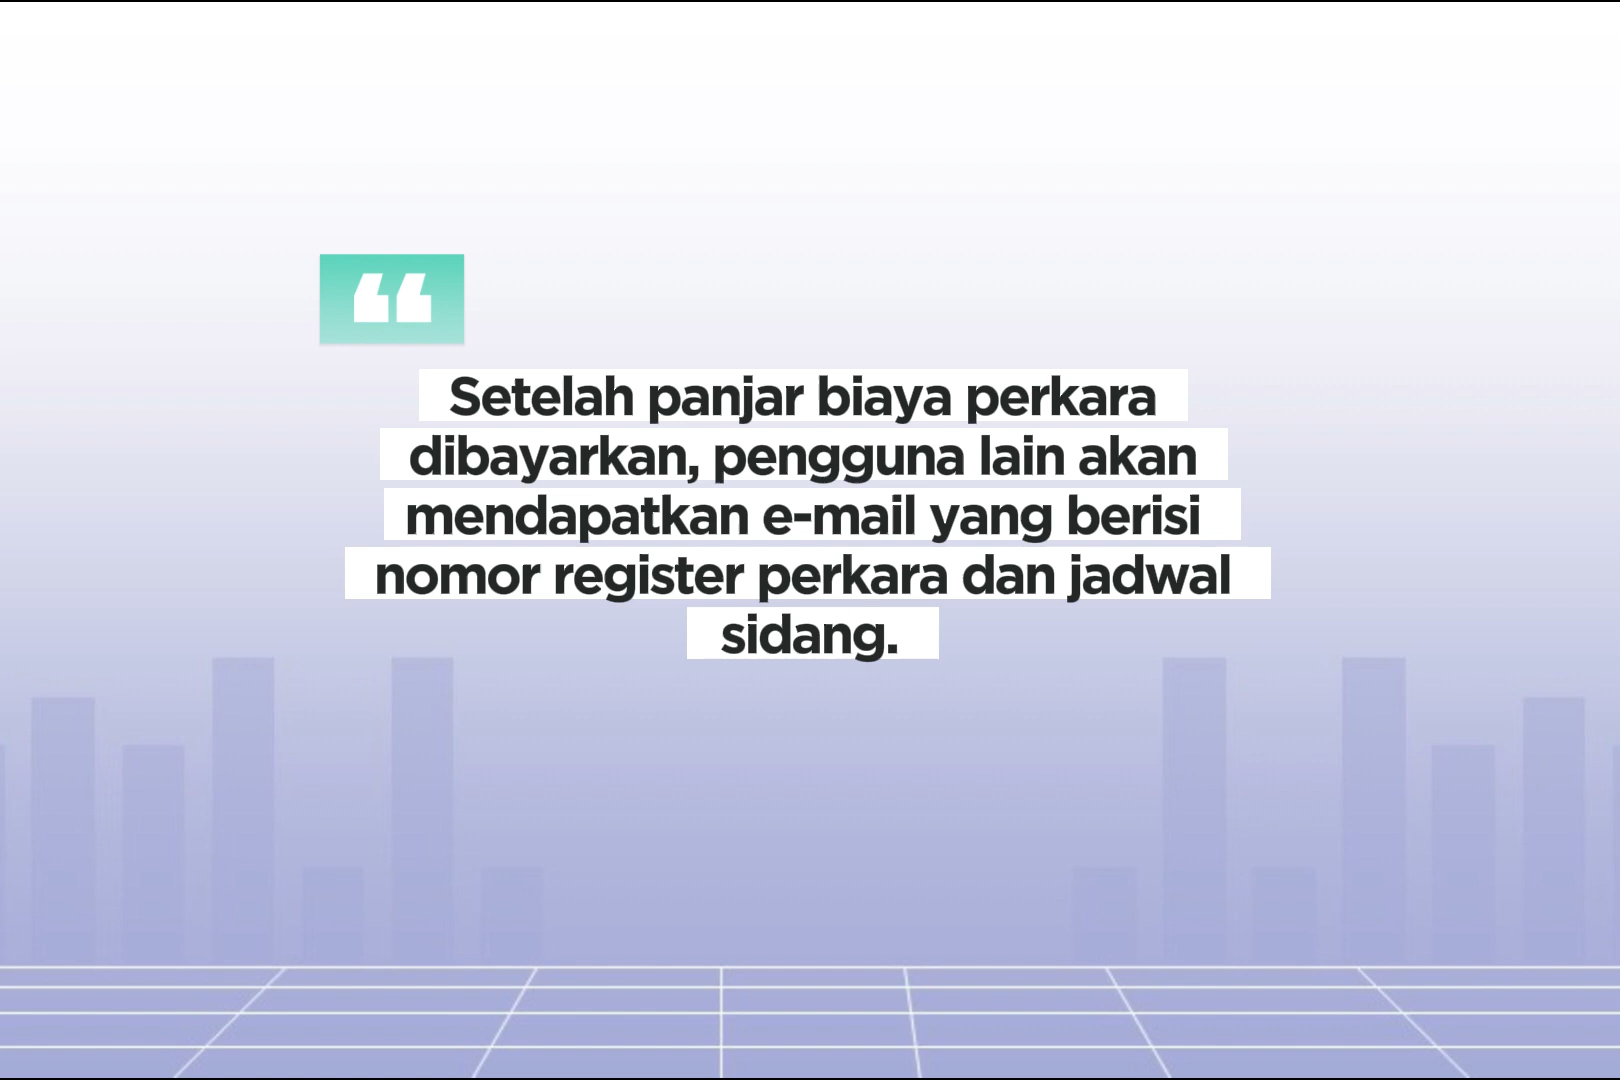 Setelah panjar biaya perkara
dibayarkan, pengguna lain akan
mendapatkan e-mail yang berisi
nomor register perkara dan jadwal
sidang.